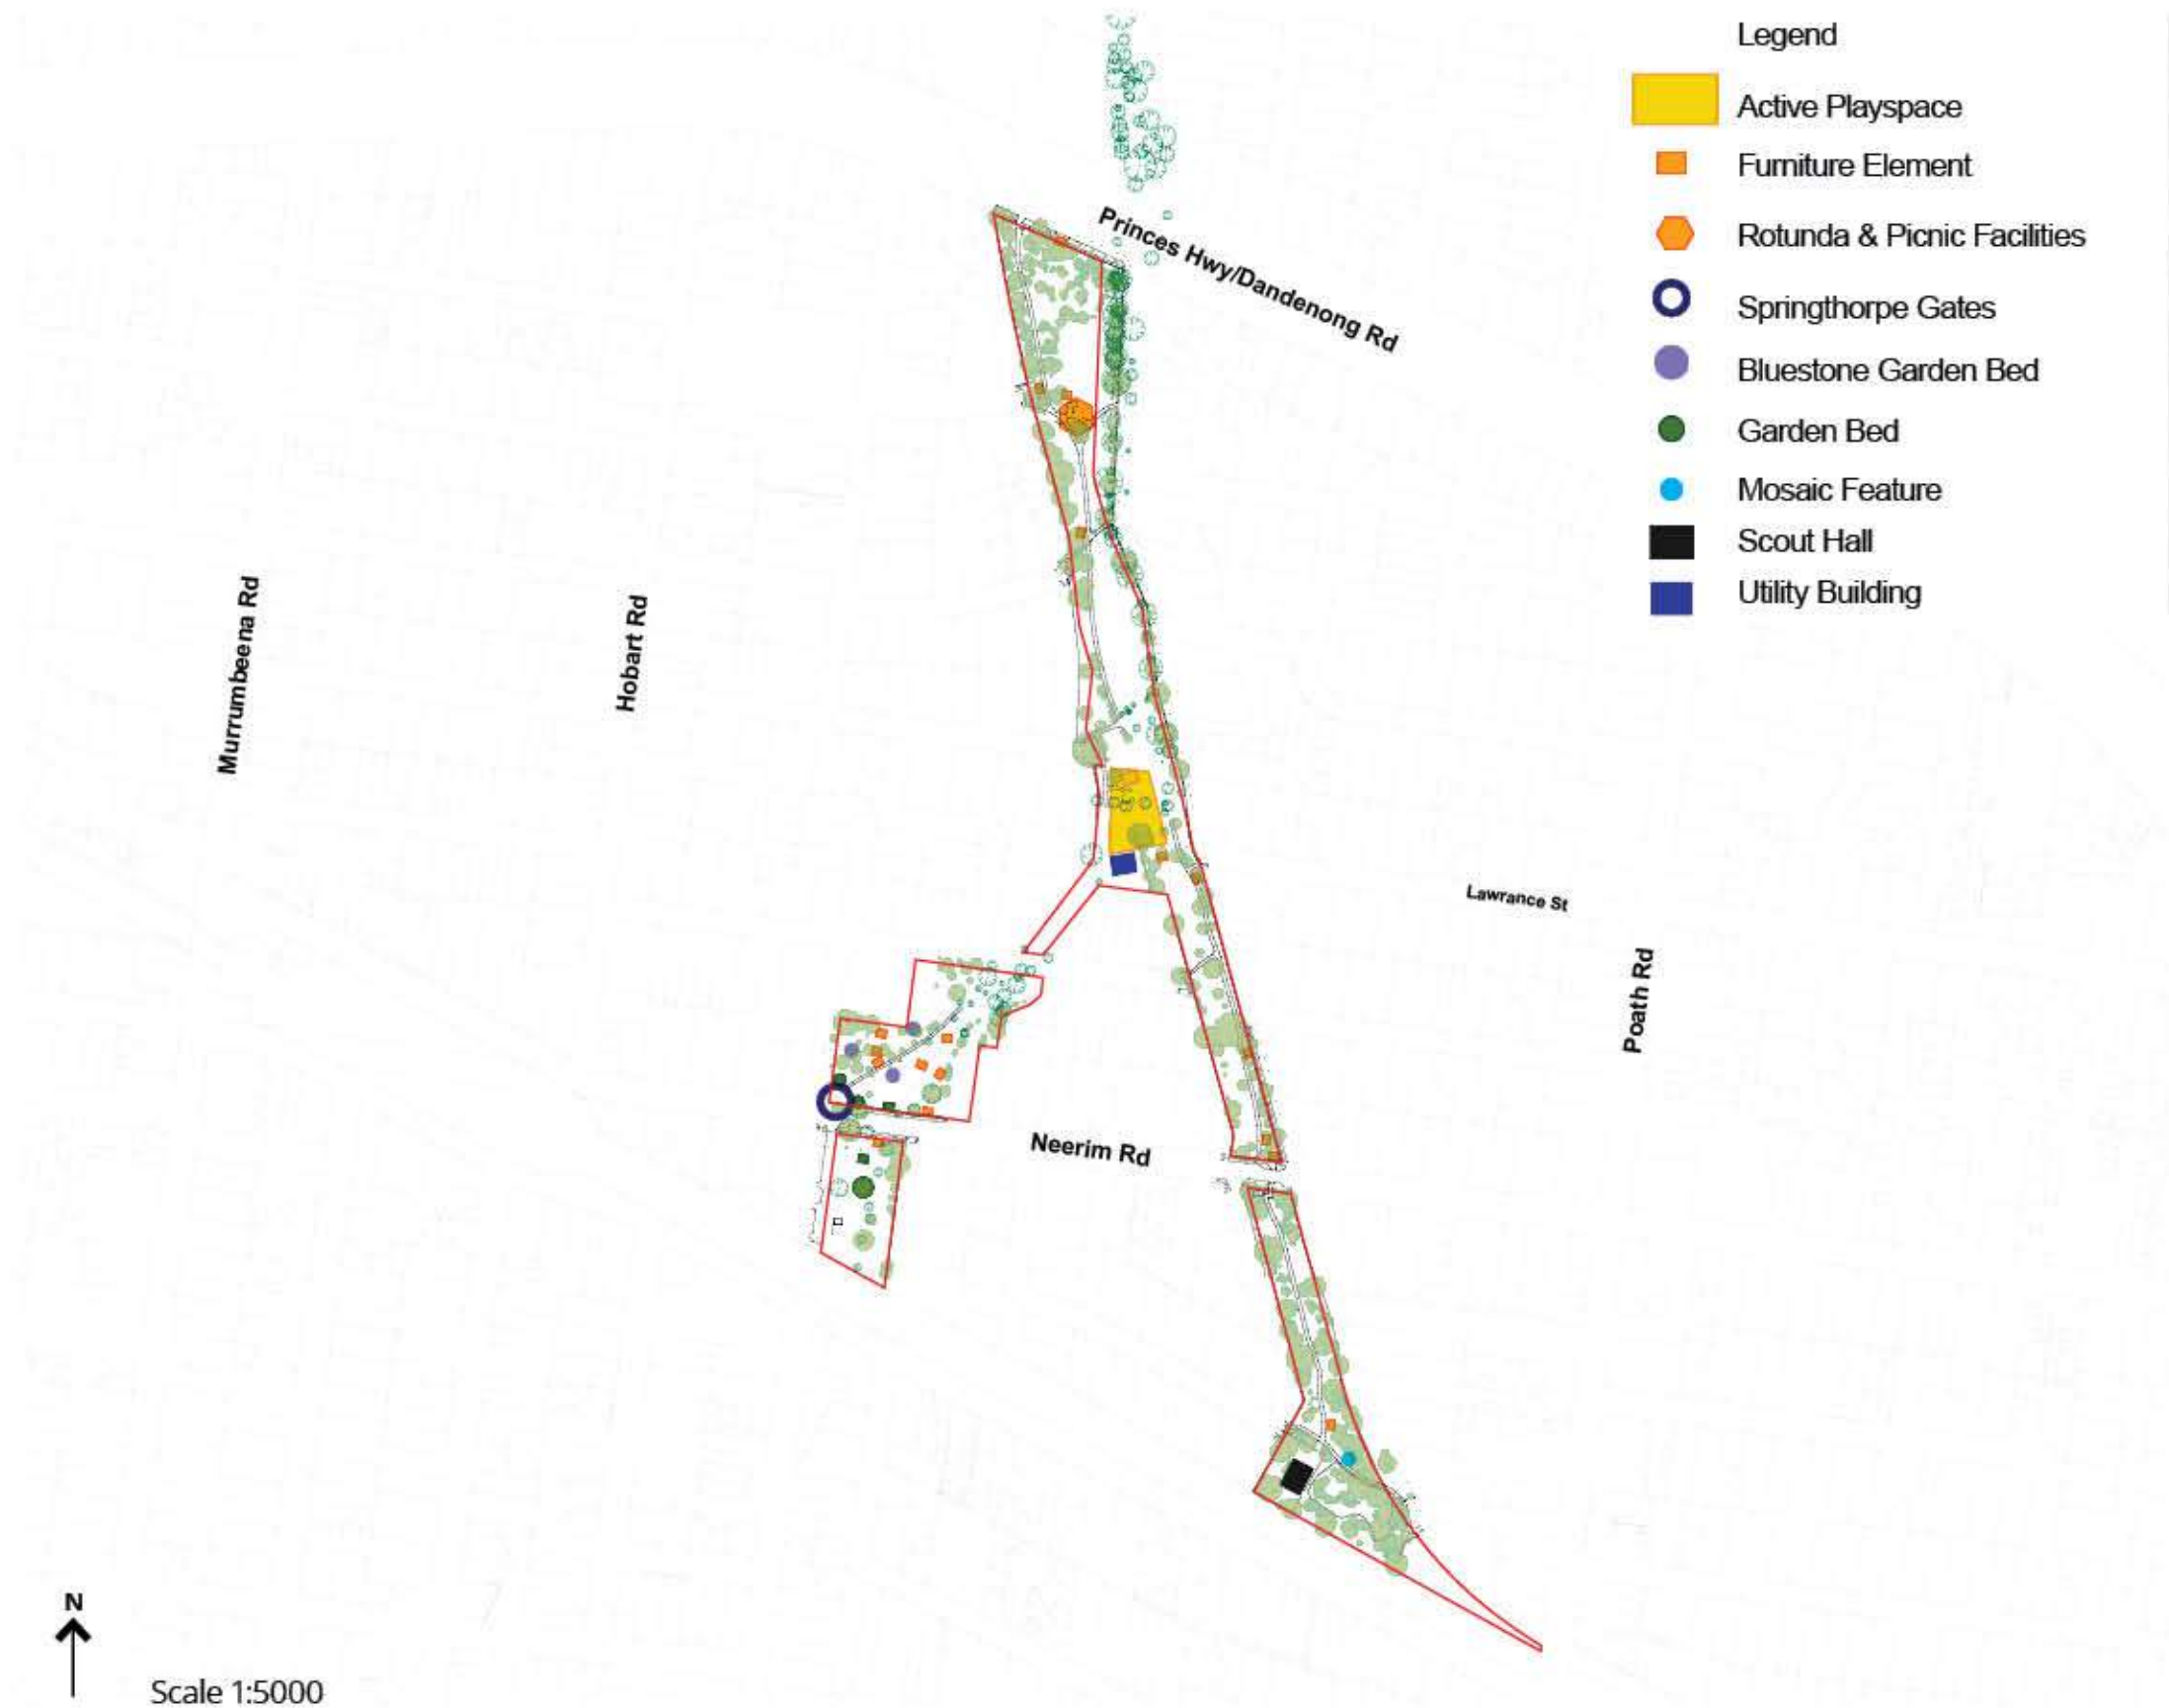 Legend
Active Playspace
Furniture Element
Rotunda & Picnic Facilities
Springthorpe Gates
Bluestone Garden Bed
Garden Bed
Mosaic Feature
Scout Hall
Utility Building
Princes Hwy/Dandenong Rd
Murrumbeena Rd
Hobart Rd
Lawrance St
Poath Rd
Neerim Rd
N
Scale 1:5000